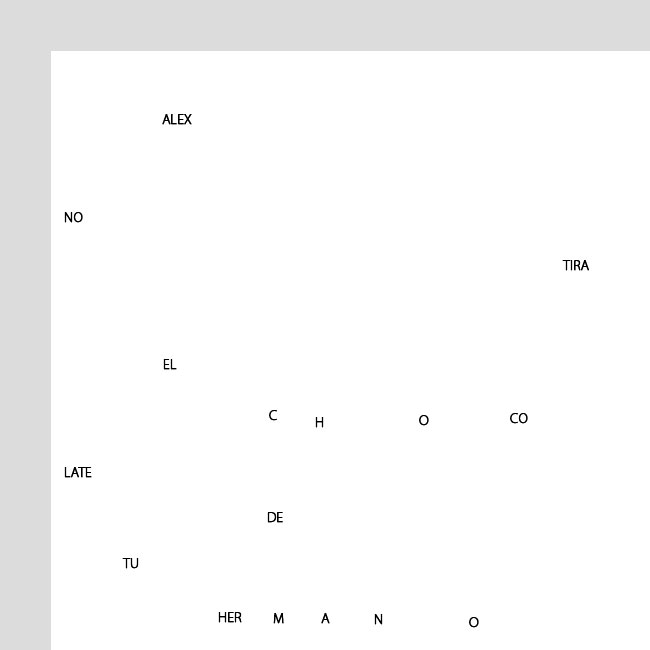 ALEX
NO
TIRA
EL
C H O CO
LATE
DE
TU
HER M A N O